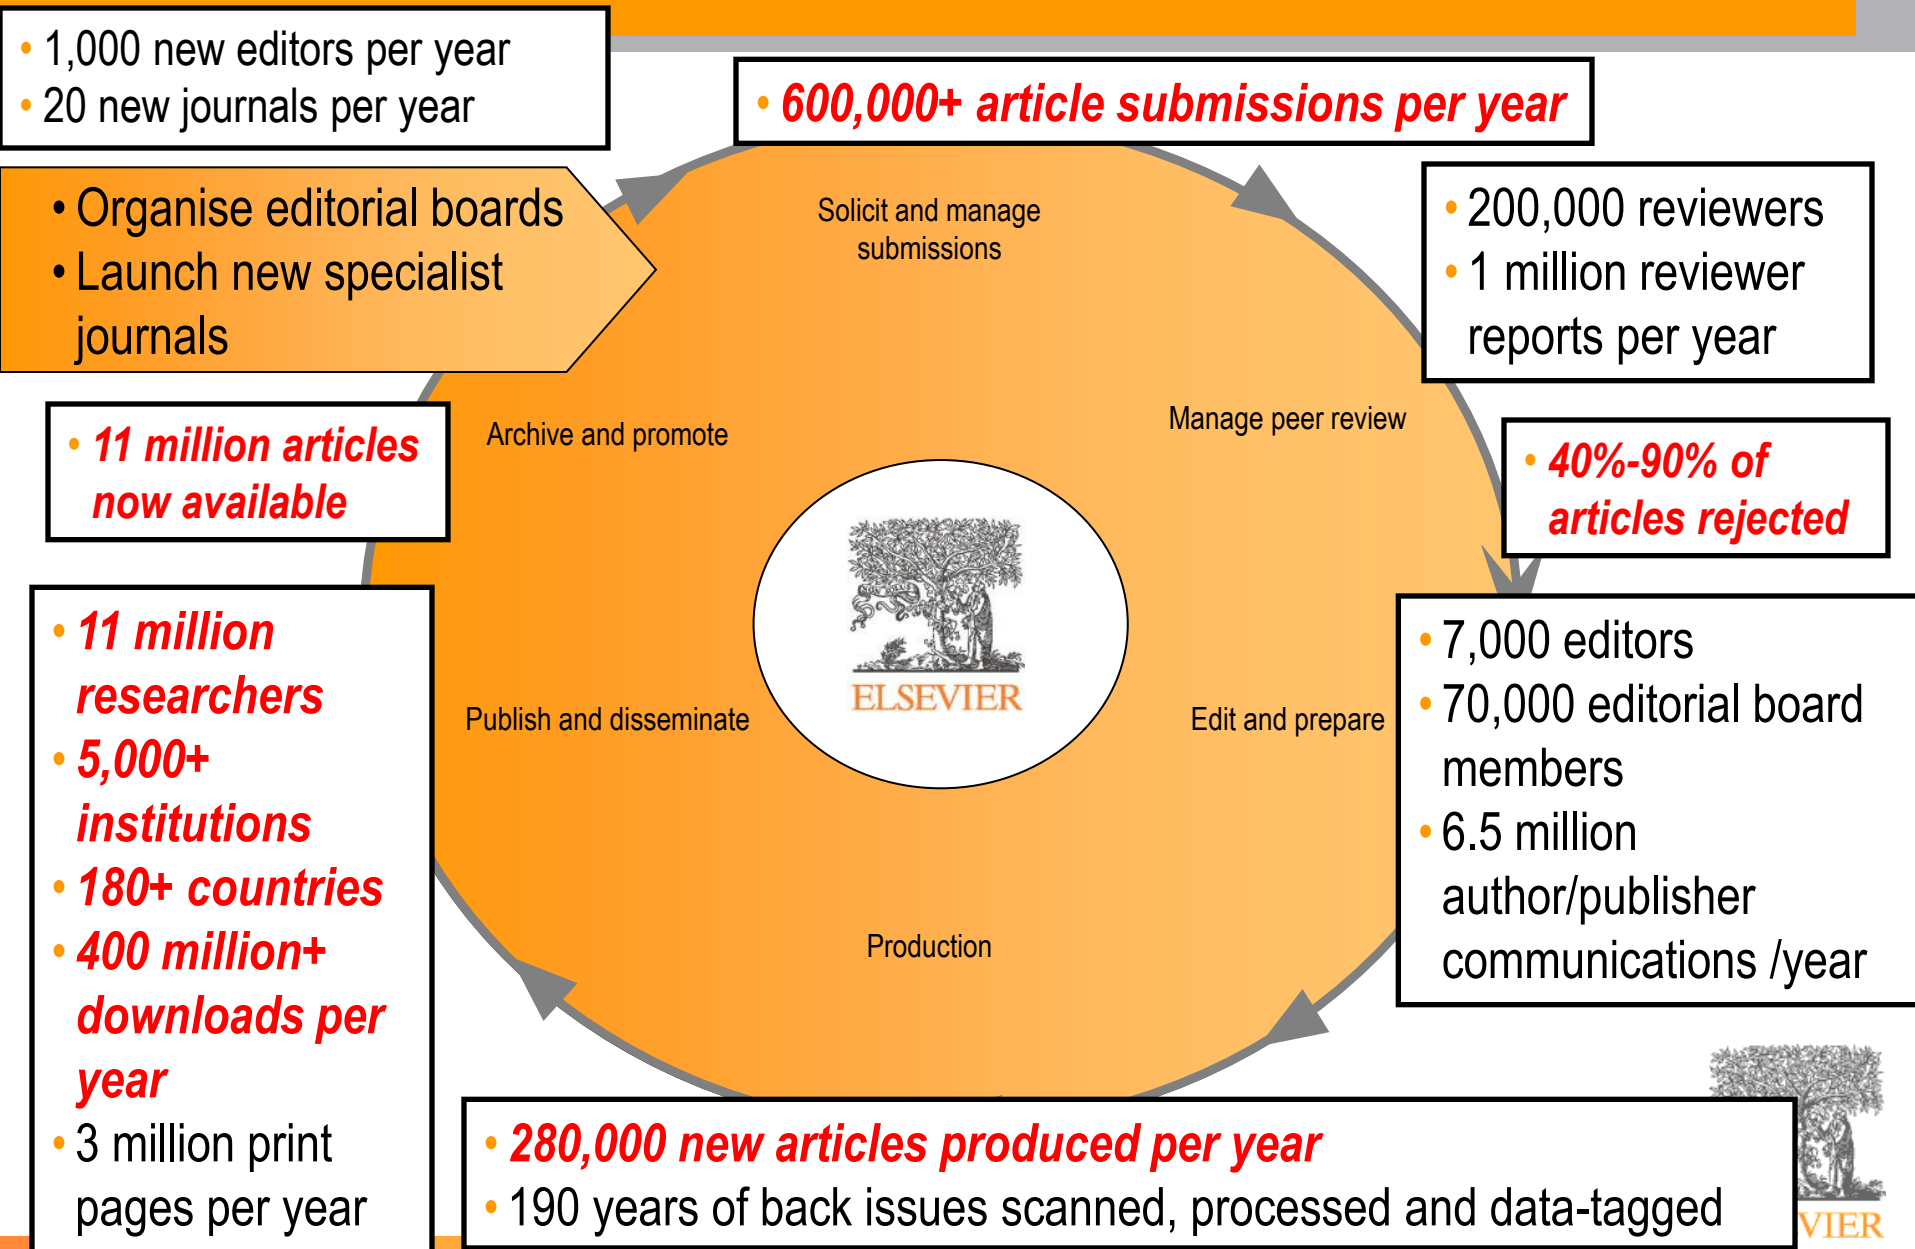 • 1,000 new editors per year
• 20 new journals per year
• 600,000+ article submissions per year
• Organise editorial boards
• Launch new specialist
journals
Solicit and manage
submissions
• 200,000 reviewers
• 1 million reviewer
reports per year
Manage peer review
• 40%-90% of
articles rejected
Archive and promote
• 11 million articles
now available
ELSEVIER
• 7,000 editors
• 70,000 editorial board
members
• 6.5 million
author/publisher
communications /year
Edit and prepare
Publish and disseminate
• 11 million
researchers
• 5,000+
institutions
• 180+ countries
• 400 million+
downloads per
year
• 3 million print
pages per year
Production
• 280,000 new articles produced per year
• 190 years of back issues scanned, processed and data-tagged
VIER